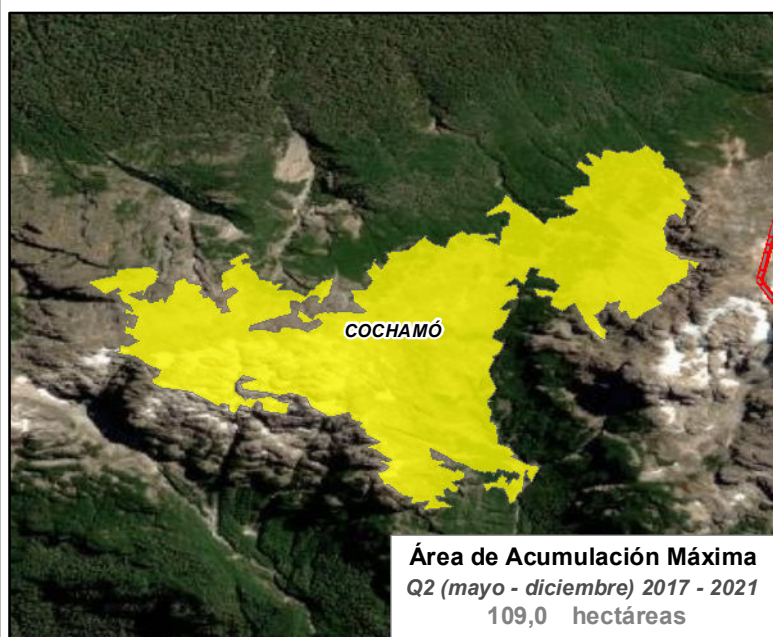 COCHAMÓ
Área de Acumulación Máxima
Q2 (mayo - diciembre) 2017 - 2021
109,0 hectáreas